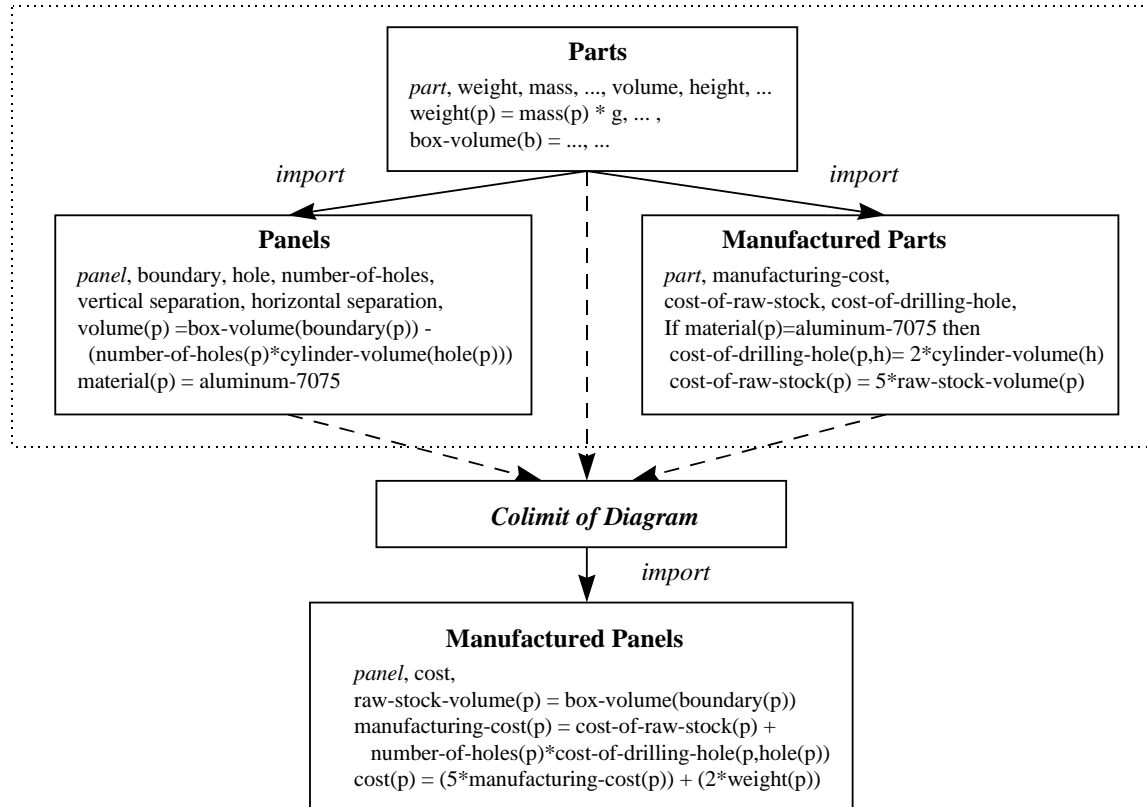 Parts
part, weight, mass, ..., volume, height, ...
weight(p) = mass(p) * g, ... ,
box-volume(b) = ..., ...
import
import
Panels
panel, boundary, hole, number-of-holes,
vertical separation, horizontal separation,
volume(p) =box-volume(boundary(p)) -
(number-of-holes(p)*cylinder-volume(hole(p)))
material(p) = aluminum-7075
Manufactured Parts
part, manufacturing-cost,
cost-of-raw-stock, cost-of-drilling-hole,
If material(p)=aluminum-7075 then
cost-of-drilling-hole(p,h)= 2*cylinder-volume(h)
cost-of-raw-stock(p) = 5*raw-stock-volume(p)
Colimit of Diagram
import
Manufactured Panels
panel, cost,
raw-stock-volume(p) = box-volume(boundary(p))
manufacturing-cost(p) = cost-of-raw-stock(p) +
number-of-holes(p)*cost-of-drilling-hole(p,hole(p))
cost(p) = (5*manufacturing-cost(p)) + (2*weight(p))